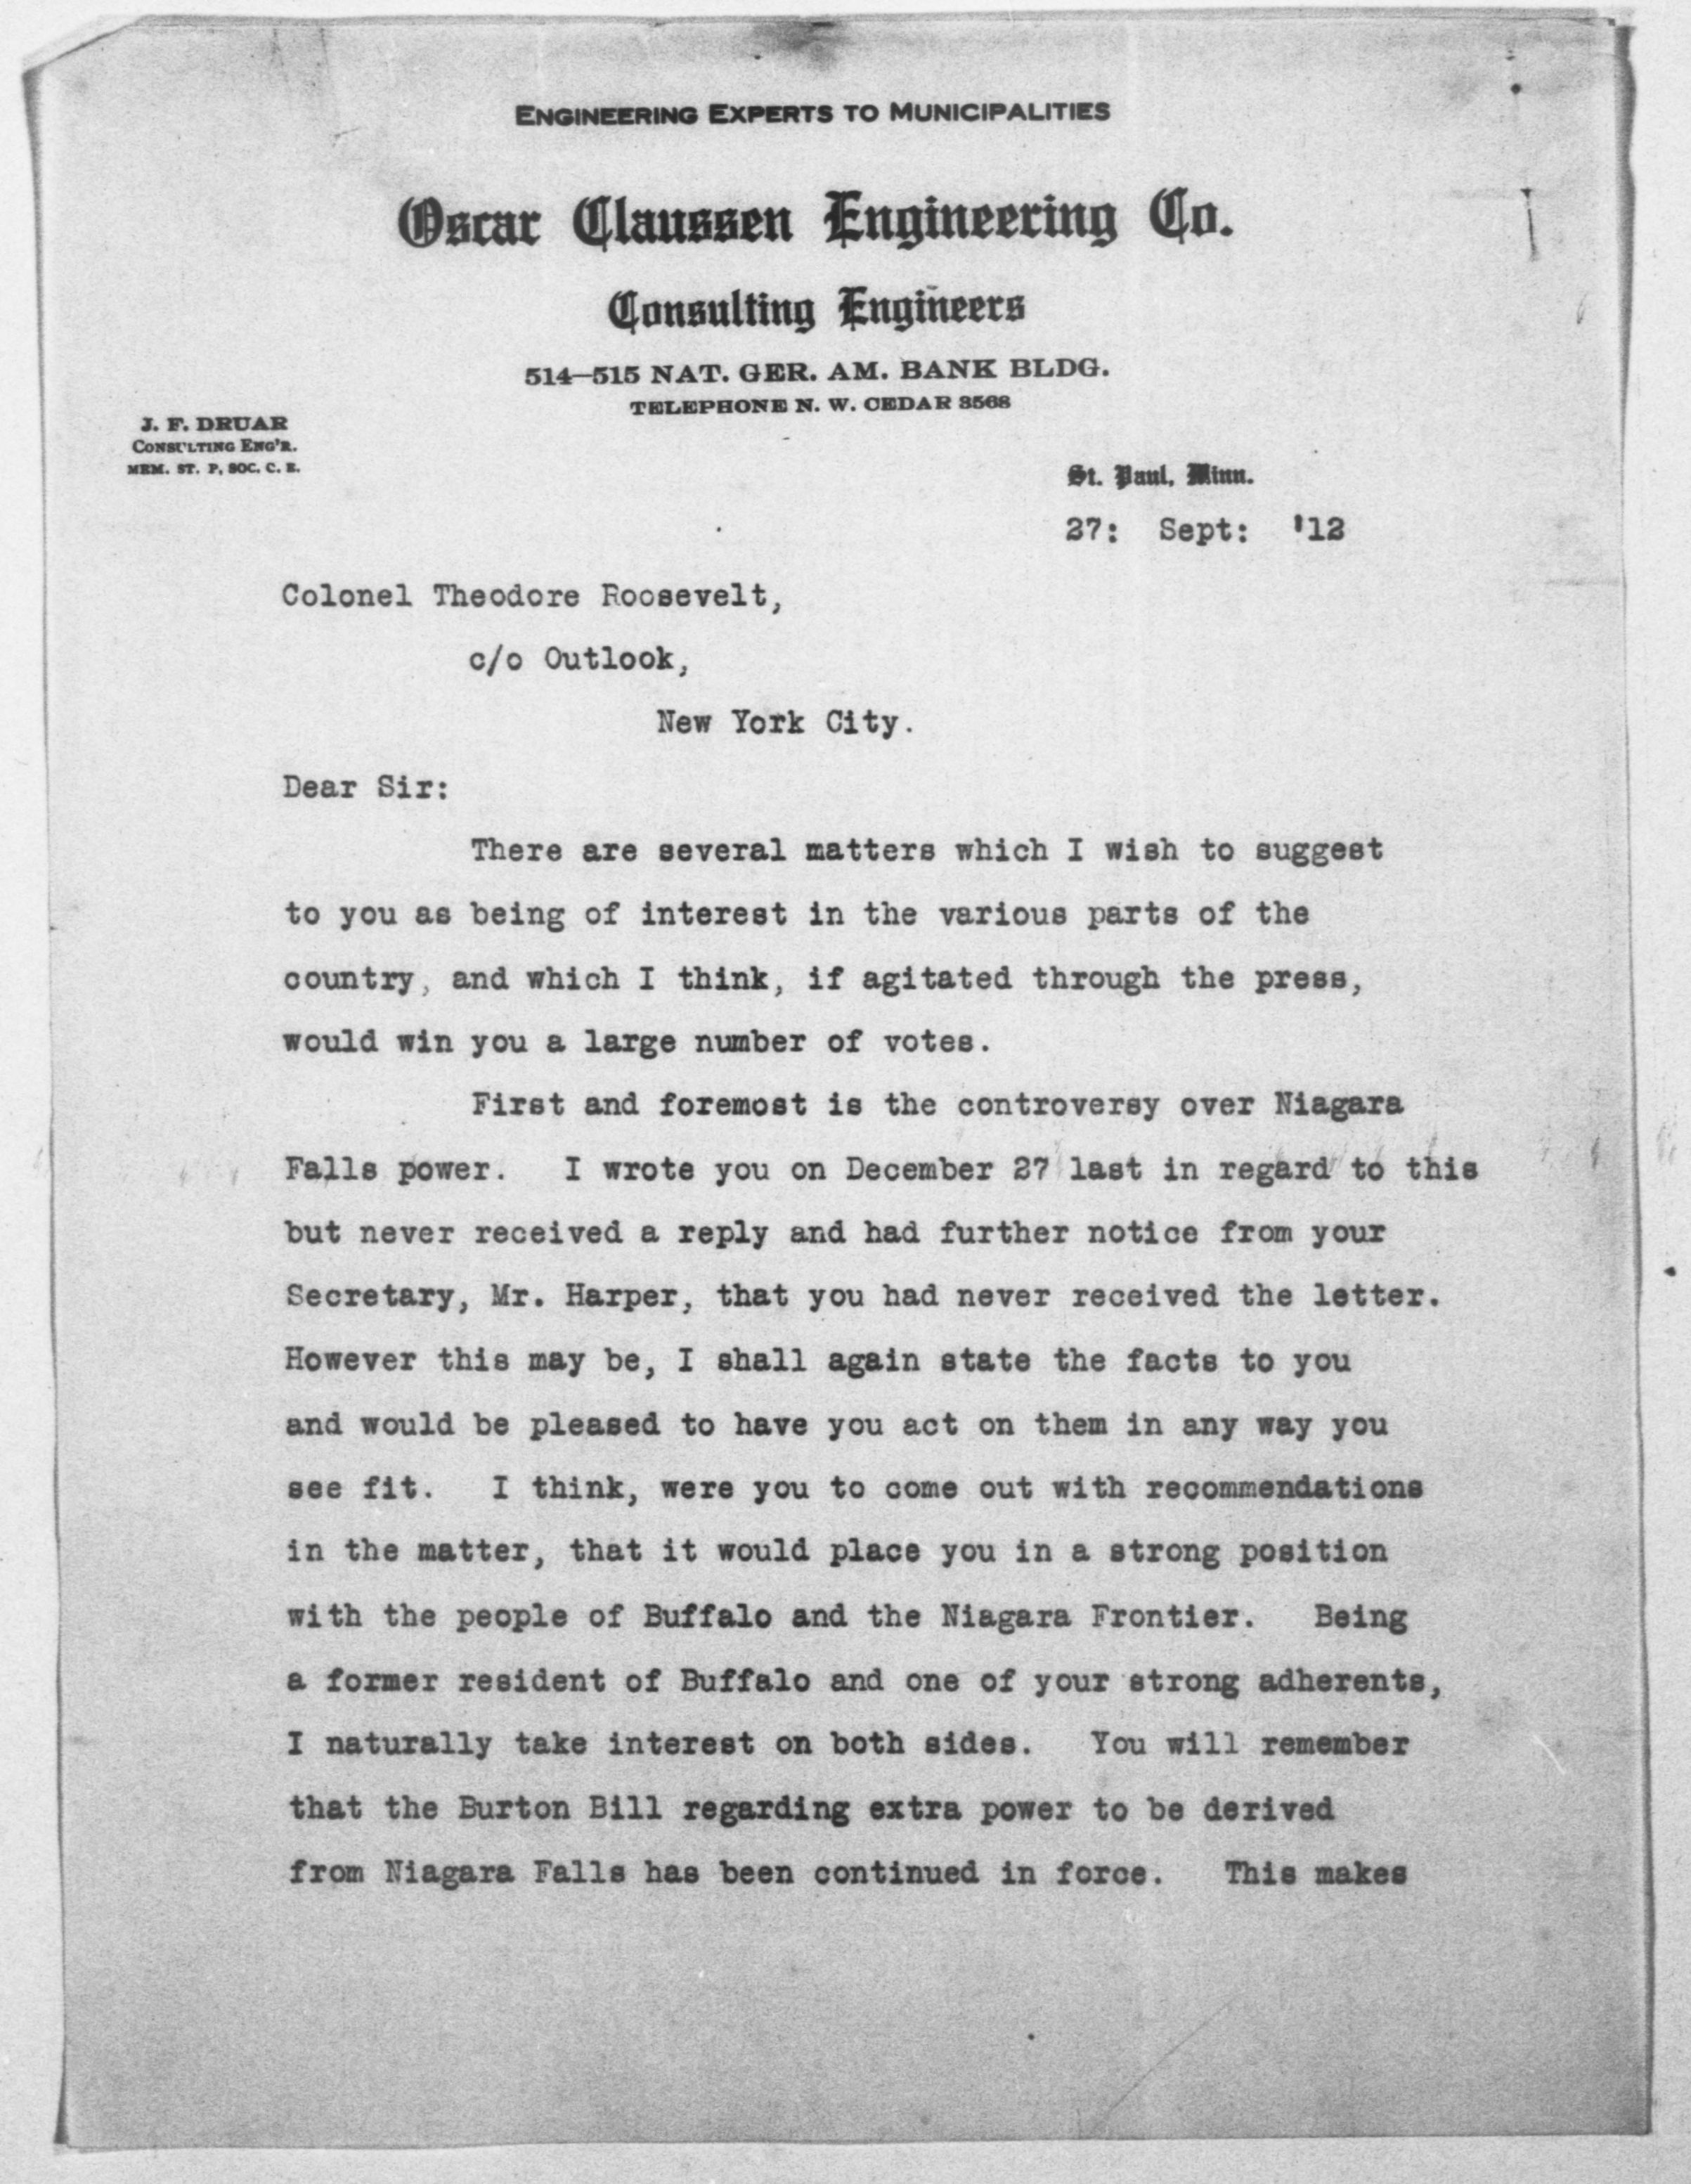 ENGINEERING EXPERTS TO MUNICIPALITIES
Oscar Claussen Engineering Co.
Consulting Engineers
514–515 NAT. GER. AM. BANK BLDG.
TELEPHONE N. W. CEDAR 3568
J. F. DRUAR
CONSULTING ENG'R.
MEM. ST. P. SOC. C. E.
St. Paul, Minn.
27: Sept: '12
Colonel Theodore Roosevelt,
c/o Outlook,
New York City.
Dear Sir:
There are several matters which I wish to suggest
to you as being of interest in the various parts of the
country, and which I think, if agitated through the press,
would win you a large number of votes.
First and foremost is the controversy over Niagara
Falls power. I wrote you on December 27 last in regard to this
but never received a reply and had further notice from your
Secretary, Mr. Harper, that you had never received the letter.
However this may be, I shall again state the facts to you
and would be pleased to have you act on them in any way you
see fit. I think, were you to come out with recommendations
in the matter, that it would place you in a strong position
with the people of Buffalo and the Niagara Frontier. Being
a former resident of Buffalo and one of your strong adherents,
I naturally take interest on both sides. You will remember
that the Burton Bill regarding extra power to be derived
from Niagara Falls has been continued in force. This makes